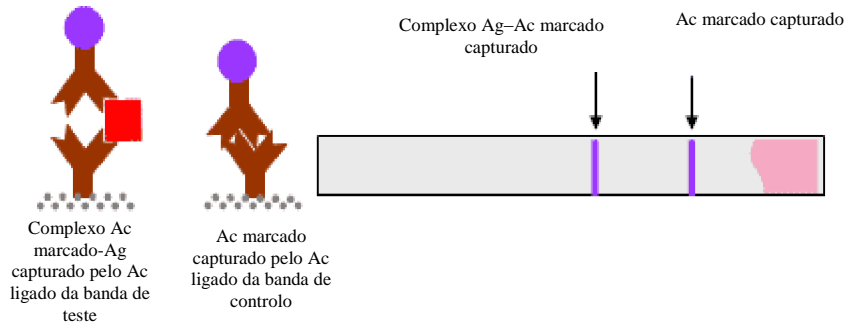 Complexo Ag–Ac marcado
capturado
Ac marcado capturado
Complexo Ac
marcado-Ag
capturado pelo Ac
ligado da banda de
teste
Ac marcado
capturado pelo Ac
ligado da banda de
controlo